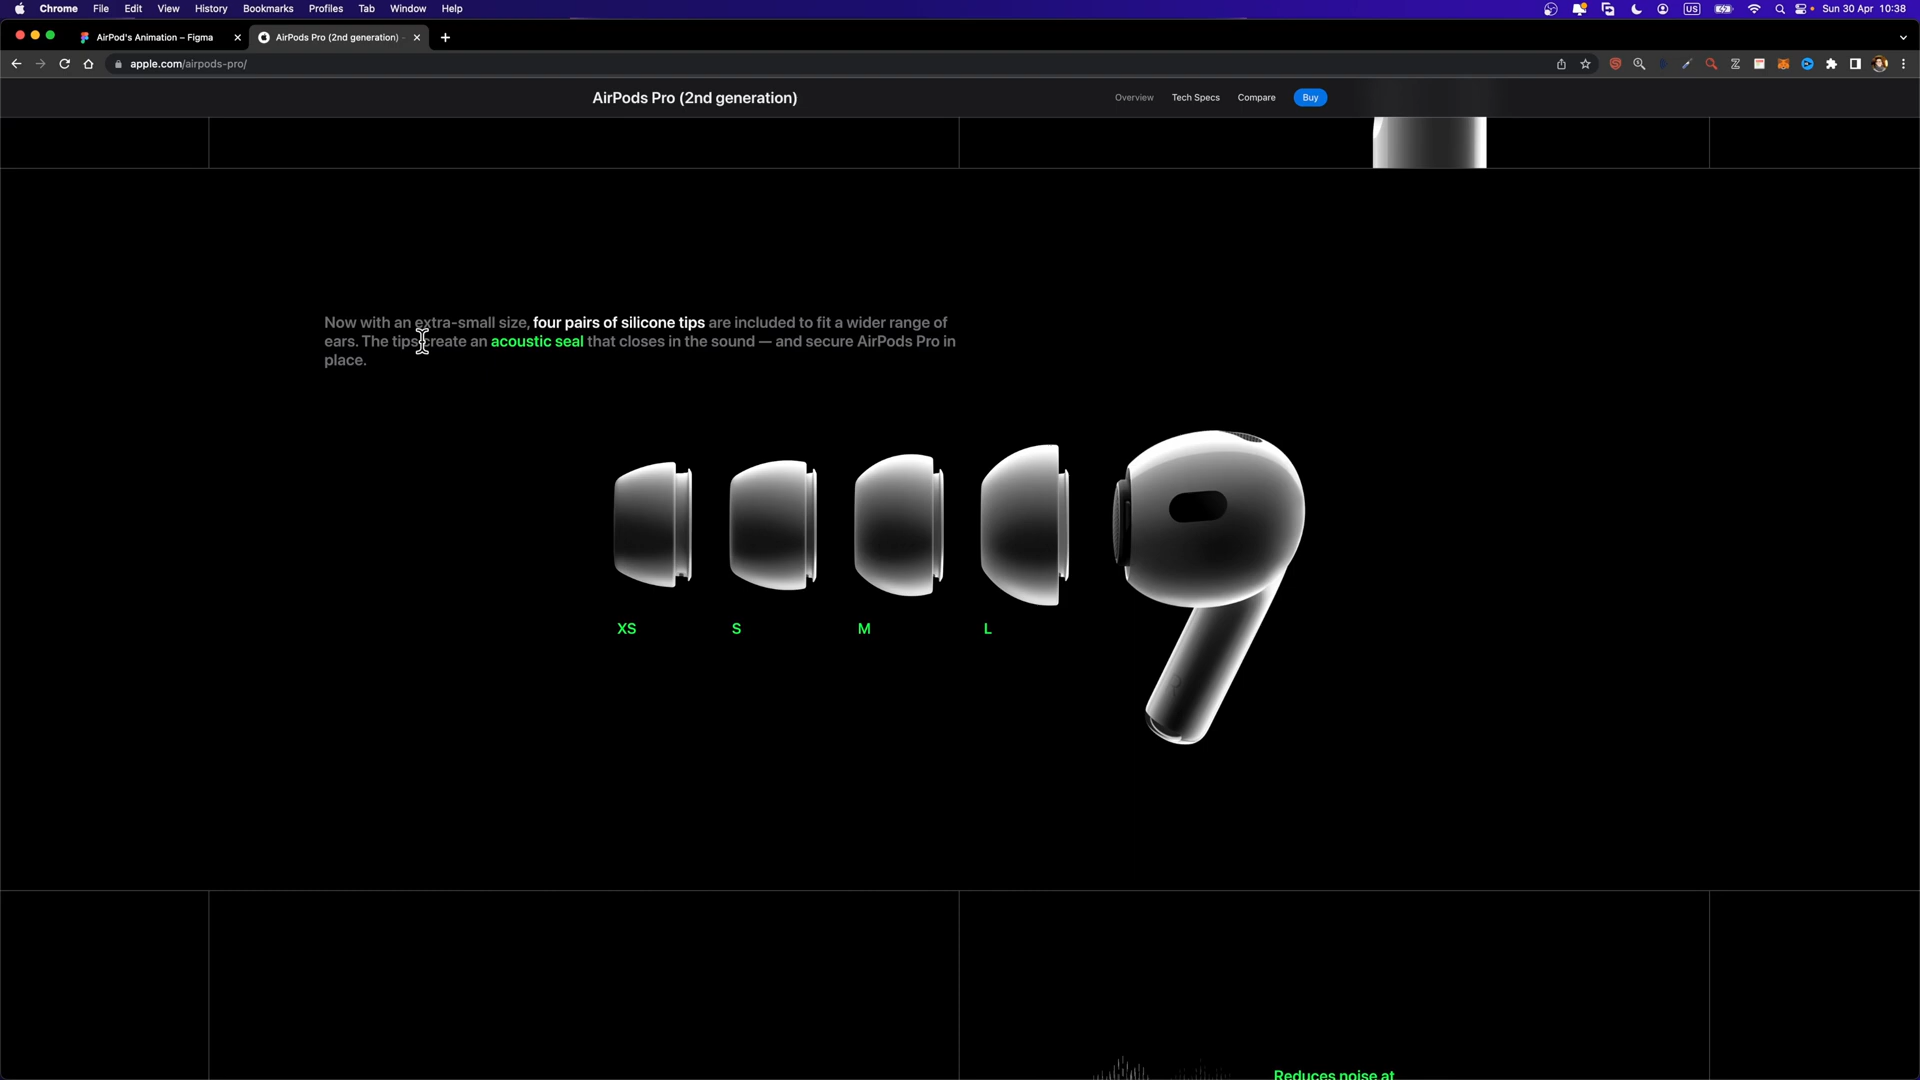 Chrome File Edit View History Bookmarks Profiles Tab Window Help
US
Sun 30 Apr 10:38
AirPod's Animation – Figma
AirPods Pro (2nd generation) -
apple.com/airpods-pro/
AirPods Pro (2nd generation)
Overview Tech Specs Compare Buy
Now with an extra-small size, four pairs of silicone tips are included to fit a wider range of
ears. The tips create an acoustic seal that closes in the sound — and secure AirPods Pro in
place.
XS S M L
Reduces noise at